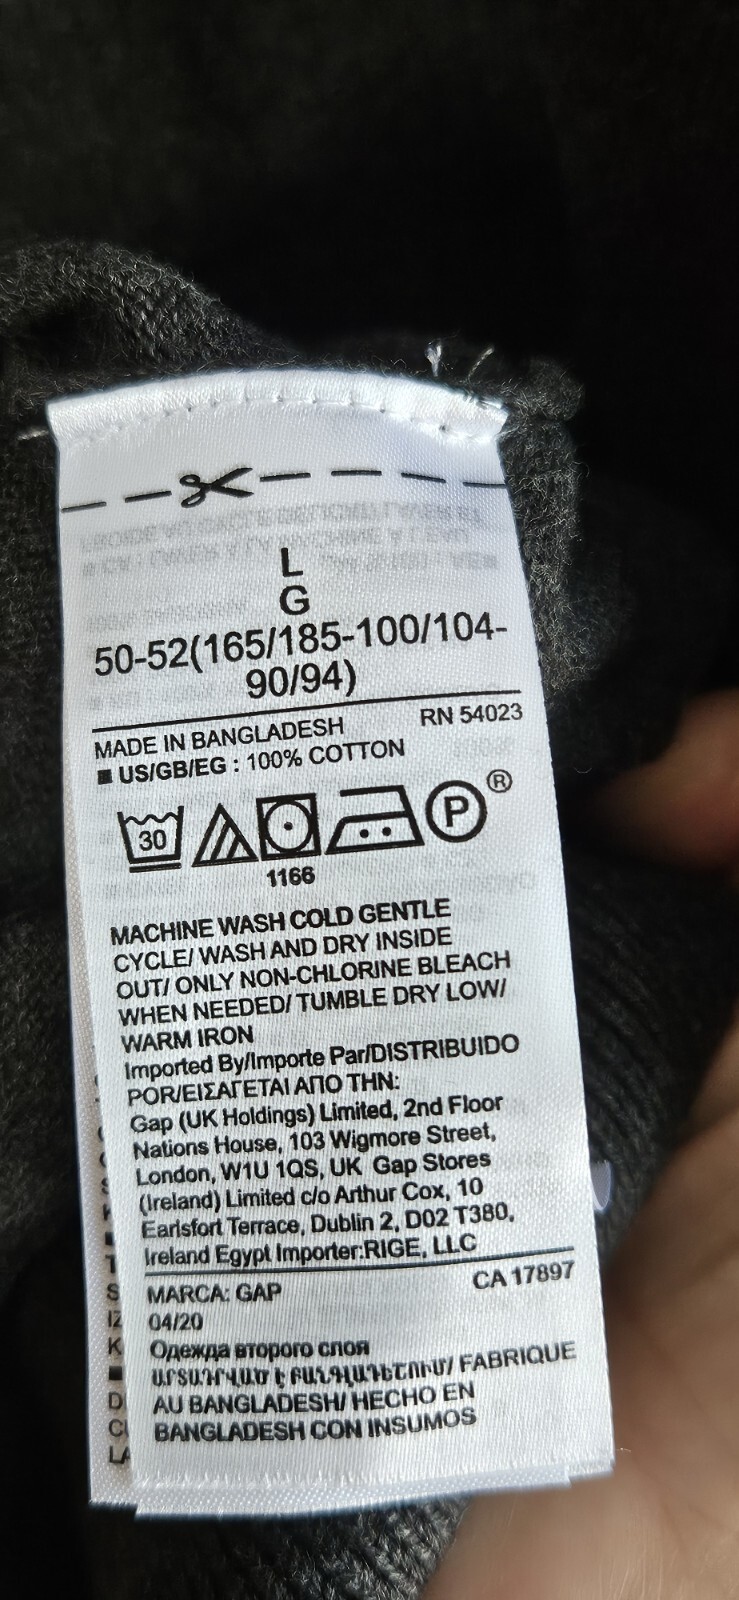 L
G
50-52(165/185-100/104-
90/94)
MADE IN BANGLADESH RN 54023
■ US/GB/EG : 100% COTTON
30 P ®
1166
MACHINE WASH COLD GENTLE
CYCLE/ WASH AND DRY INSIDE
OUT/ ONLY NON-CHLORINE BLEACH
WHEN NEEDED/ TUMBLE DRY LOW/
WARM IRON
Imported By/Importe Par/DISTRIBUIDO
POR/ΕΙΣΑΓΕΤΑΙ ΑΠΟ ΤΗΝ:
Gap (UK Holdings) Limited, 2nd Floor
Nations House, 103 Wigmore Street,
London, W1U 1QS, UK Gap Stores
(Ireland) Limited c/o Arthur Cox, 10
Earlsfort Terrace, Dublin 2, D02 T380,
Ireland Egypt Importer:RIGE, LLC
MARCA: GAP CA 17897
04/20
Одежда второго слоя
ԱՐՏԱԴՐՎԱԾ Է ԲԱՆԳԼԱԴԵՇՈՒՄ/ FABRIQUE
AU BANGLADESH/ HECHO EN
BANGLADESH CON INSUMOS